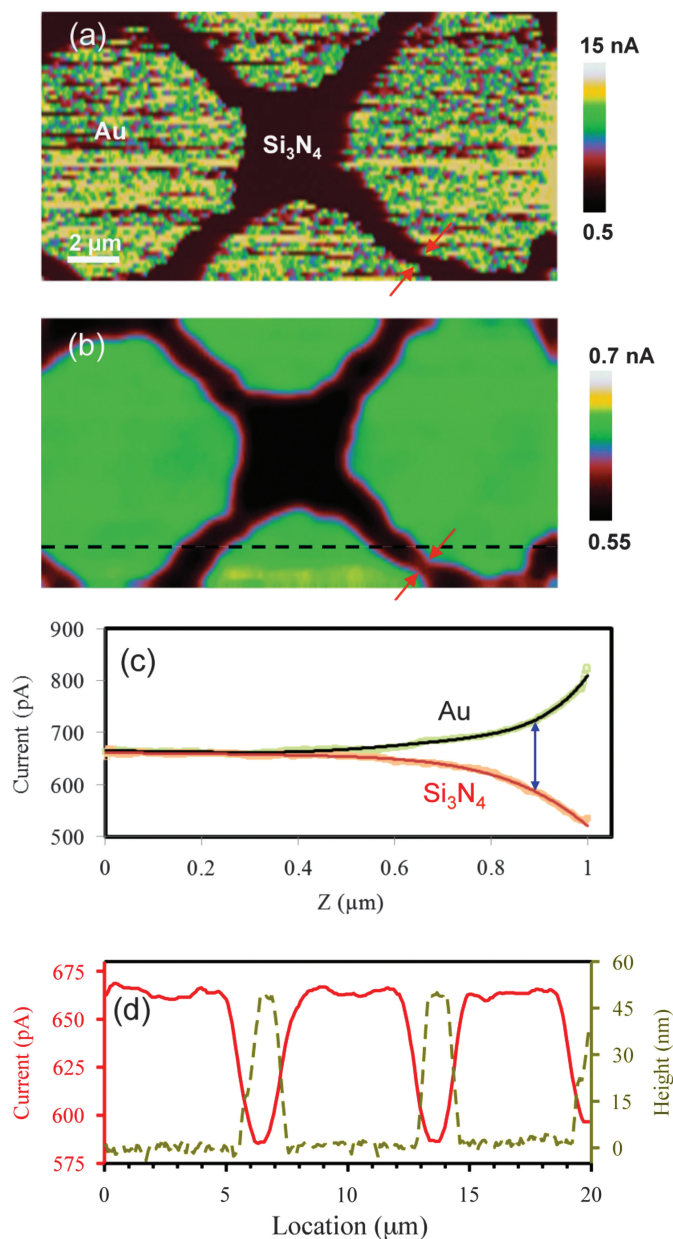 (a)
15 nA
Au
Si₃N₄
2 µm
0.5
(b)
0.7 nA
0.55
900
800
700
600
500
Current (pA)
(c)
Au
Si₃N₄
0
0.2
0.4
0.6
0.8
1
Z (µm)
675
650
625
600
575
Current (pA)
(d)
60
45
30
15
0
Height (nm)
0
5
10
15
20
Location (µm)